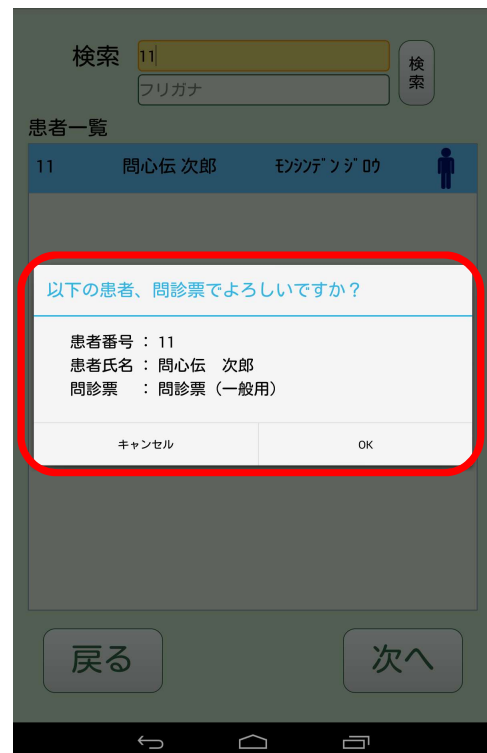 検索 11
フリガナ
検索
患者一覧
11 問心伝 次郎 ﾓﾝｼﾝﾃﾞﾝ ｼﾞﾛｳ
以下の患者、問診票でよろしいですか？
患者番号 ： 11
患者氏名 ： 問心伝　次郎
問診票　 ： 問診票（一般用）
キャンセル OK
戻る 次へ